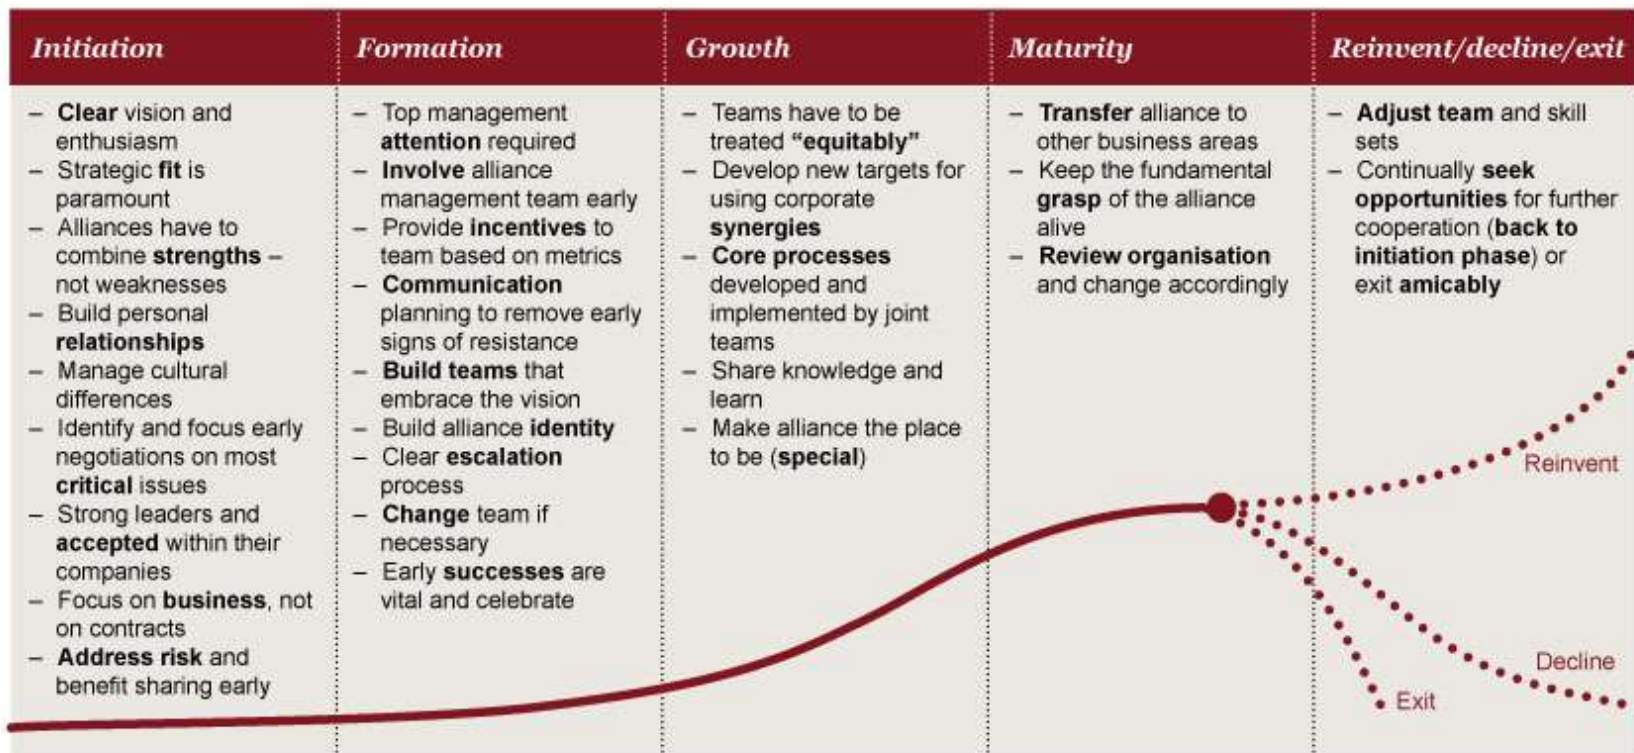 Initiation
– Clear vision and
enthusiasm
– Strategic fit is
paramount
– Alliances have to
combine strengths –
not weaknesses
– Build personal
relationships
– Manage cultural
differences
– Identify and focus early
negotiations on most
critical issues
– Strong leaders and
accepted within their
companies
– Focus on business, not
on contracts
– Address risk and
benefit sharing early
Formation
– Top management
attention required
– Involve alliance
management team early
– Provide incentives to
team based on metrics
– Communication
planning to remove early
signs of resistance
– Build teams that
embrace the vision
– Build alliance identity
– Clear escalation
process
– Change team if
necessary
– Early successes are
vital and celebrate
Growth
– Teams have to be
treated “equitably”
– Develop new targets for
using corporate
synergies
– Core processes
developed and
implemented by joint
teams
– Share knowledge and
learn
– Make alliance the place
to be (special)
Maturity
– Transfer alliance to
other business areas
– Keep the fundamental
grasp of the alliance
alive
– Review organisation
and change accordingly
Reinvent/decline/exit
– Adjust team and skill
sets
– Continually seek
opportunities for further
cooperation (back to
initiation phase) or
exit amicably
Reinvent
Decline
Exit